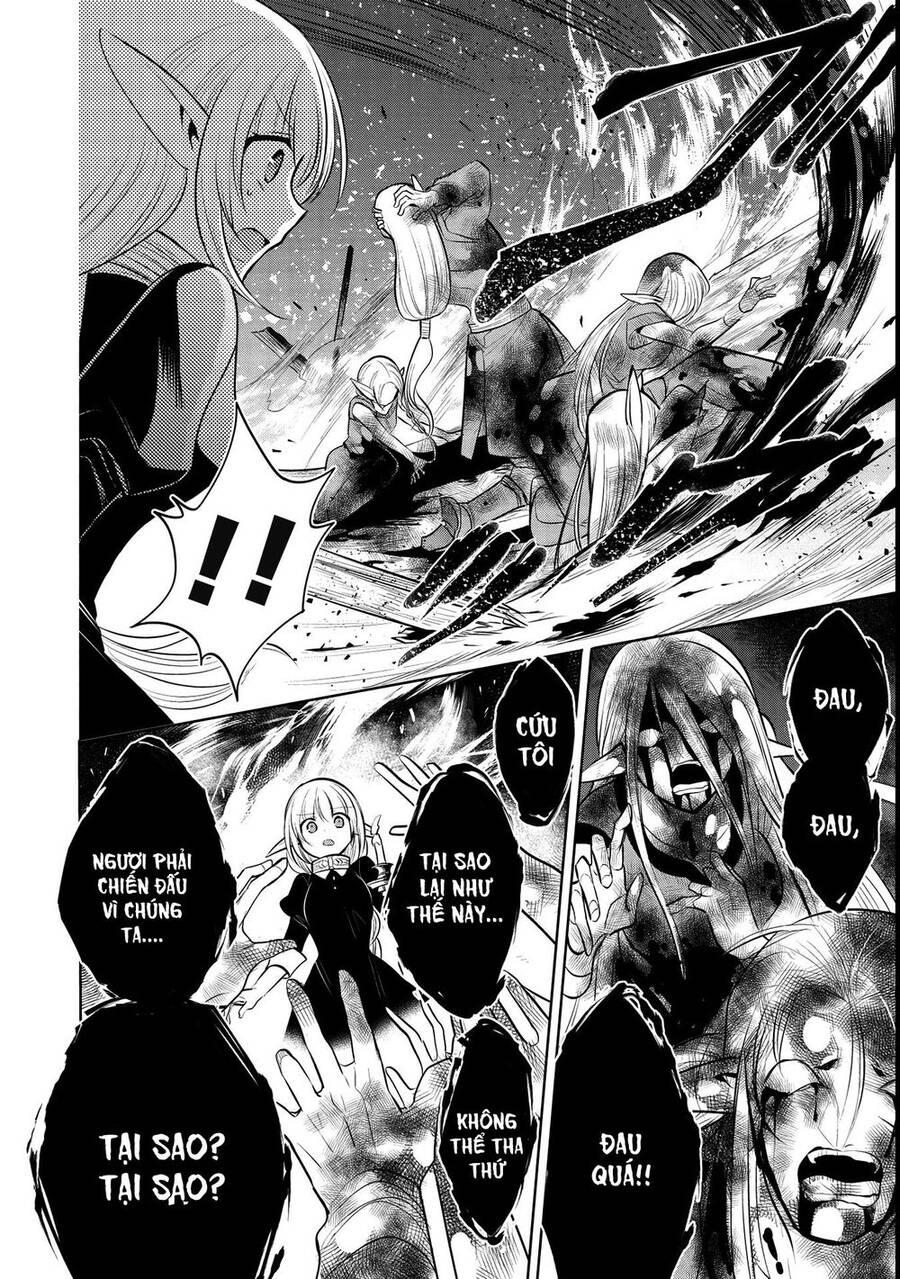 !!
ĐAU,
ĐAU,
CỨU
TÔI
TẠI SAO
LẠI NHƯ
THẾ NÀY...
NGƯƠI PHẢI
CHIẾN ĐẤU
VÌ CHÚNG
TA....
ĐAU
QUÁ!!
KHÔNG
THỂ THA
THỨ
TẠI SAO?
TẠI SAO?